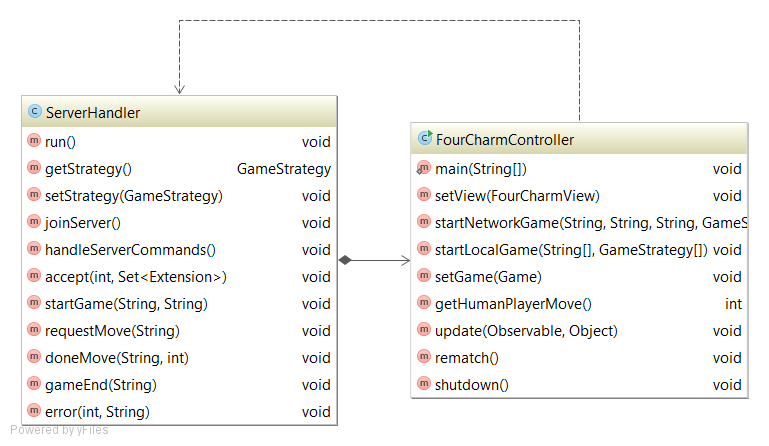 C ServerHandler
m run() void
m getStrategy() GameStrategy
m setStrategy(GameStrategy) void
m joinServer() void
m handleServerCommands() void
m accept(int, Set<Extension>) void
m startGame(String, String) void
m requestMove(String) void
m doneMove(String, int) void
m gameEnd(String) void
m error(int, String) void
C FourCharmController
m main(String[]) void
m setView(FourCharmView) void
m startNetworkGame(String, String, String, GameS
m startLocalGame(String[], GameStrategy[]) void
m setGame(Game) void
m getHumanPlayerMove() int
m update(Observable, Object) void
m rematch() void
m shutdown() void
Powered by yFiles